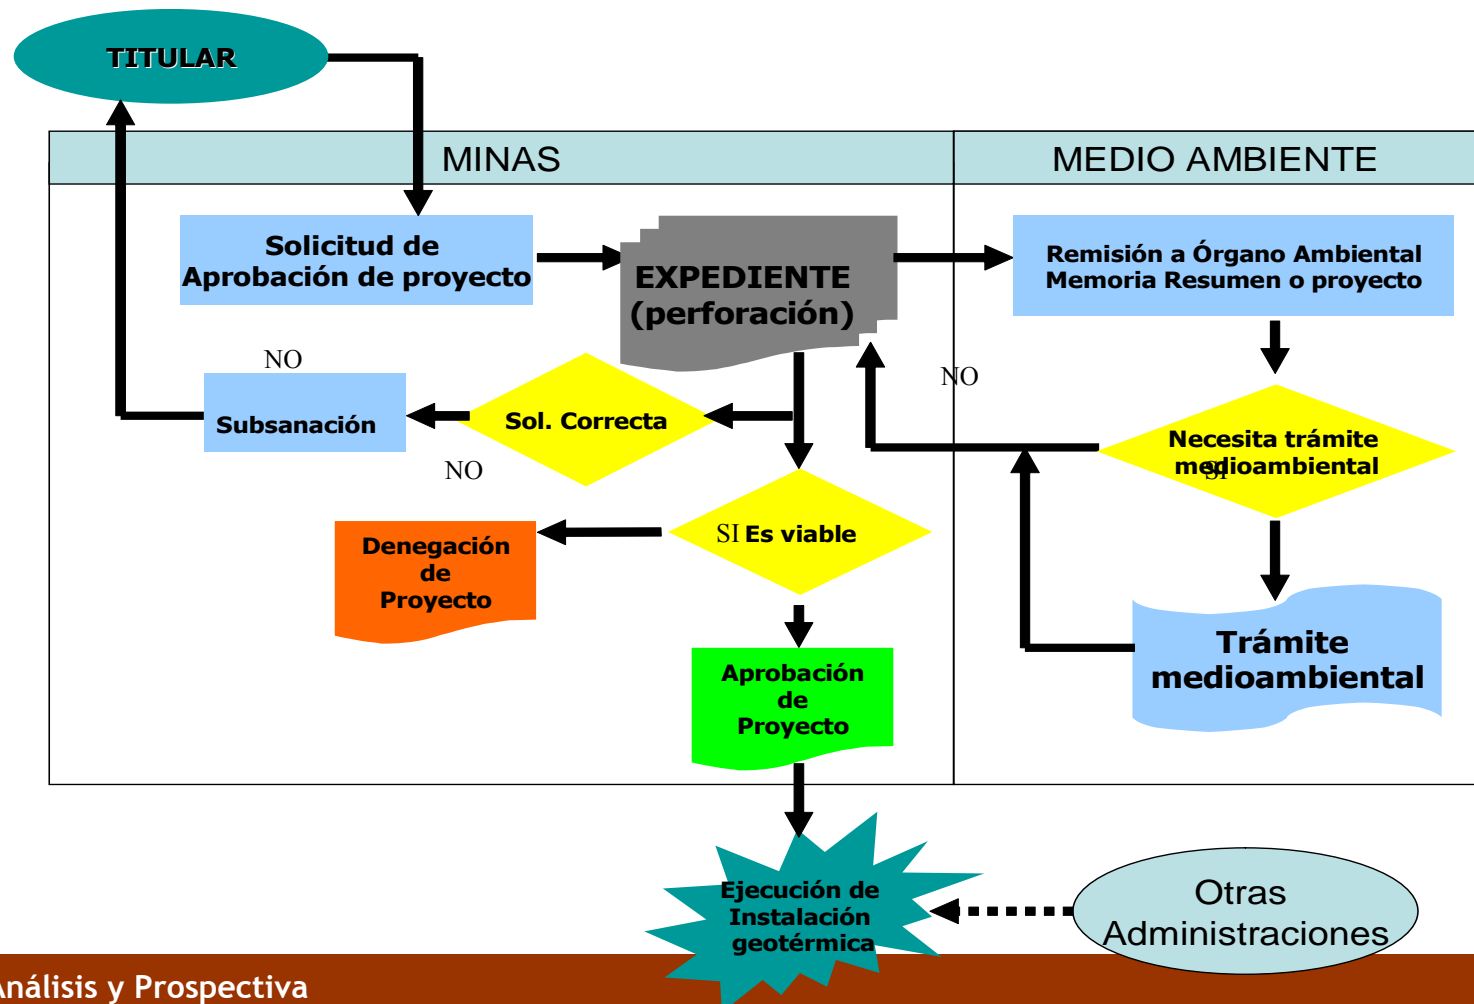 TITULAR
MINAS
MEDIO AMBIENTE
Solicitud de
Aprobación de proyecto
EXPEDIENTE
(perforación)
Remisión a Órgano Ambiental
Memoria Resumen o proyecto
NO
Subsanación
Sol. Correcta
NO
NO
Necesita trámite
medioambiental
SI
Denegación
de
Proyecto
SI
Es viable
Aprobación
de
Proyecto
Trámite
medioambiental
Ejecución de
Instalación
geotérmica
Otras
Administraciones
Análisis y Prospectiva